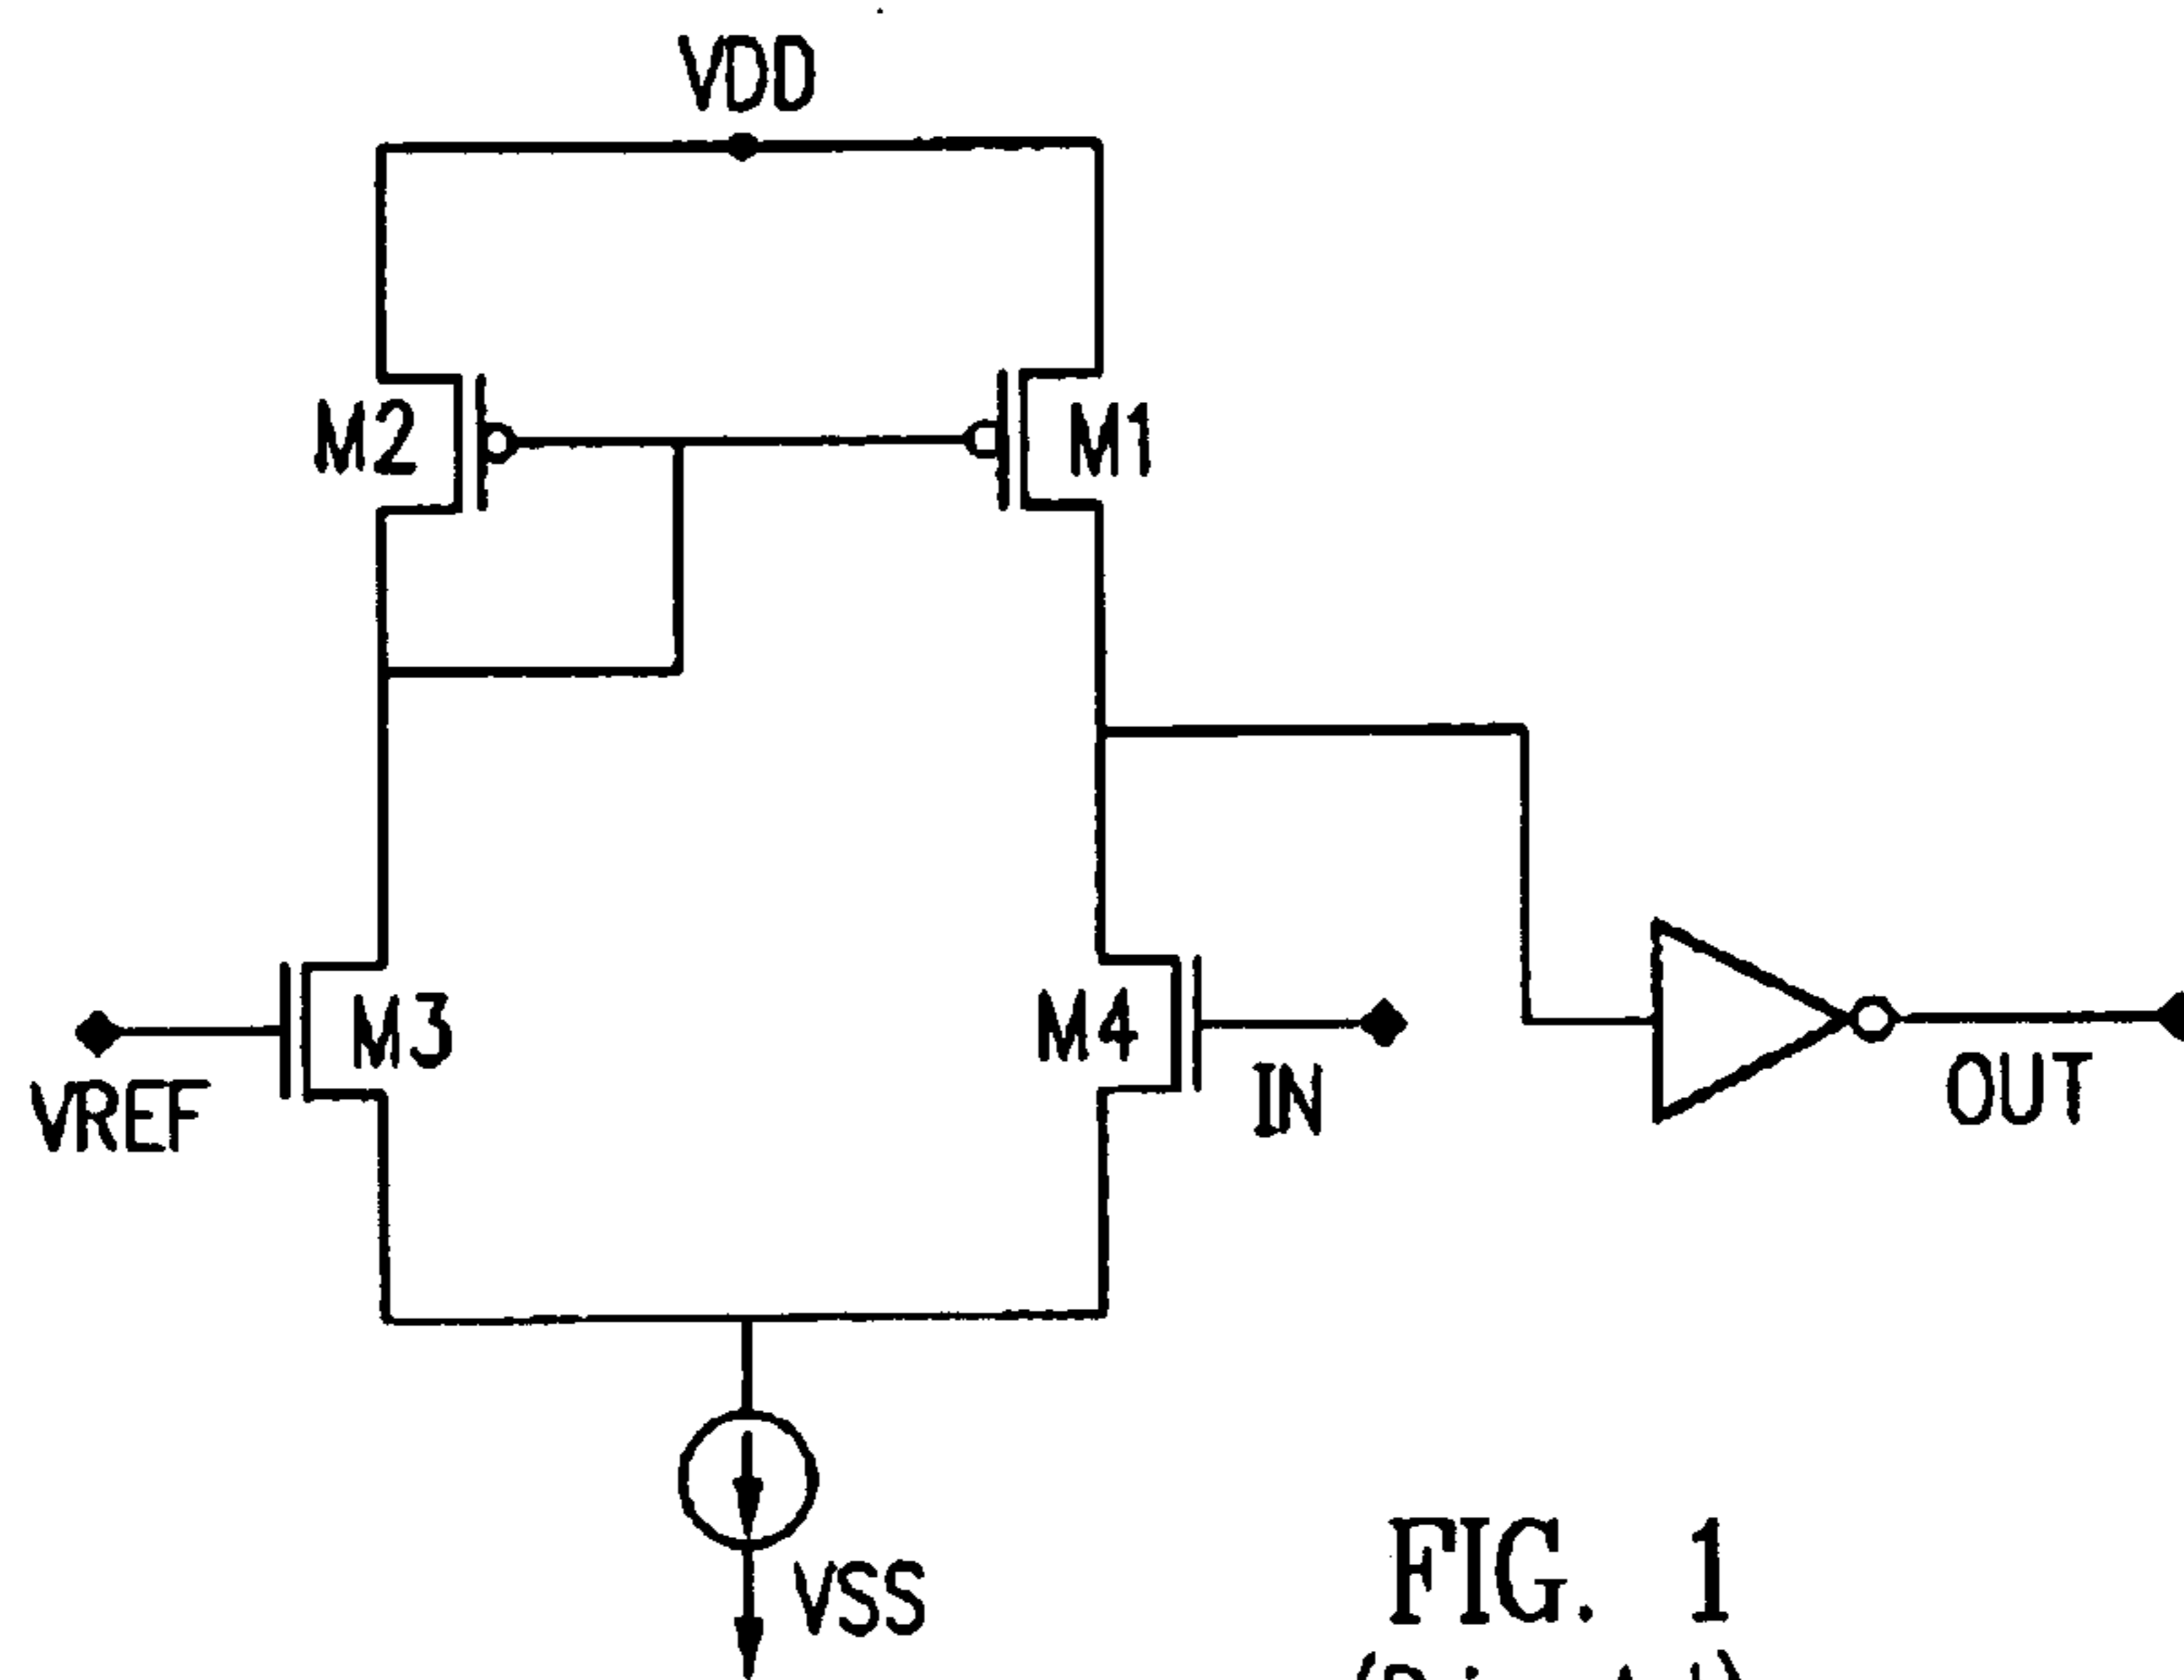 VDD
M2
M1
M3
M4
VREF
IN
OUT
VSS
FIG. 1